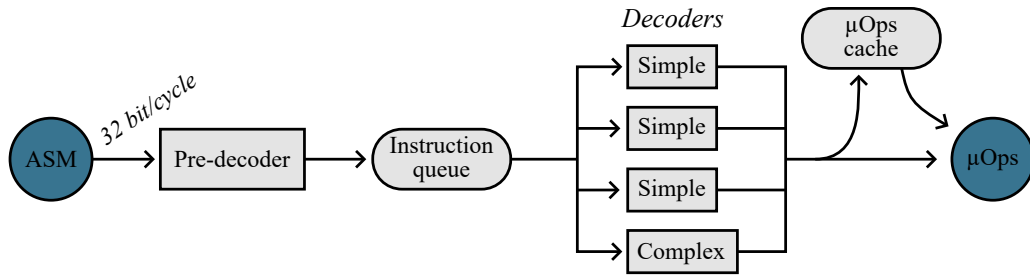 Decoders
µOps
cache
Simple
32 bit/cycle
Simple
ASM
Pre-decoder
Instruction
queue
µOps
Simple
Complex